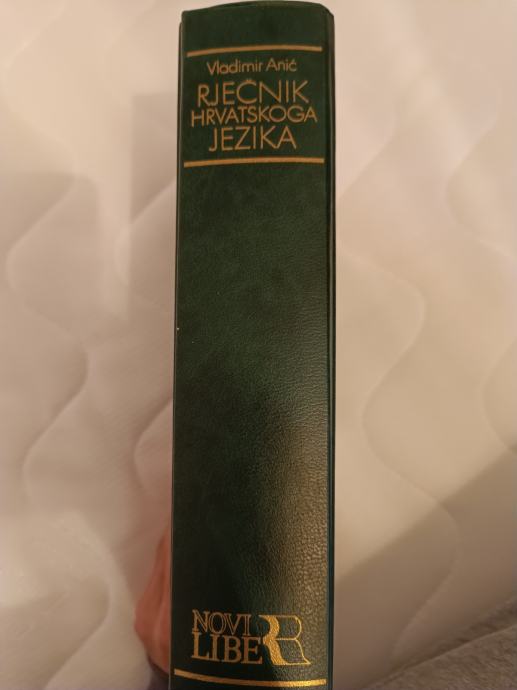 Vladimir Anić
RJEČNIK
HRVATSKOGA
JEZIKA
NOVI
LIBER